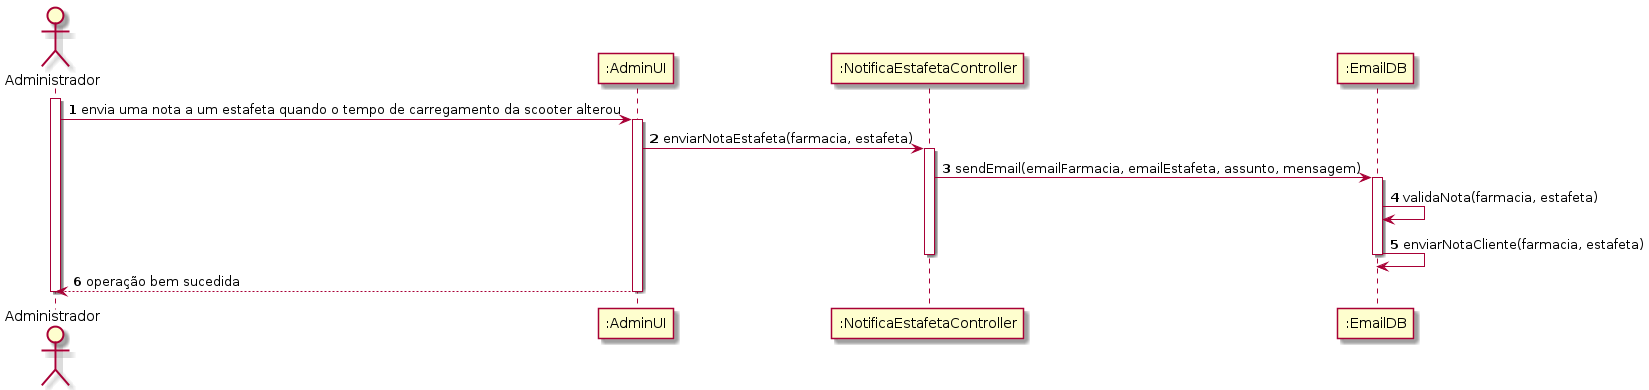 Administrador
:AdminUI
:NotificaEstafetaController
:EmailDB
1 envia uma nota a um estafeta quando o tempo de carregamento da scooter alterou
2 enviarNotaEstafeta(farmacia, estafeta)
3 sendEmail(emailFarmacia, emailEstafeta, assunto, mensagem)
4 validaNota(farmacia, estafeta)
5 enviarNotaCliente(farmacia, estafeta)
6 operação bem sucedida
Administrador
:AdminUI
:NotificaEstafetaController
:EmailDB